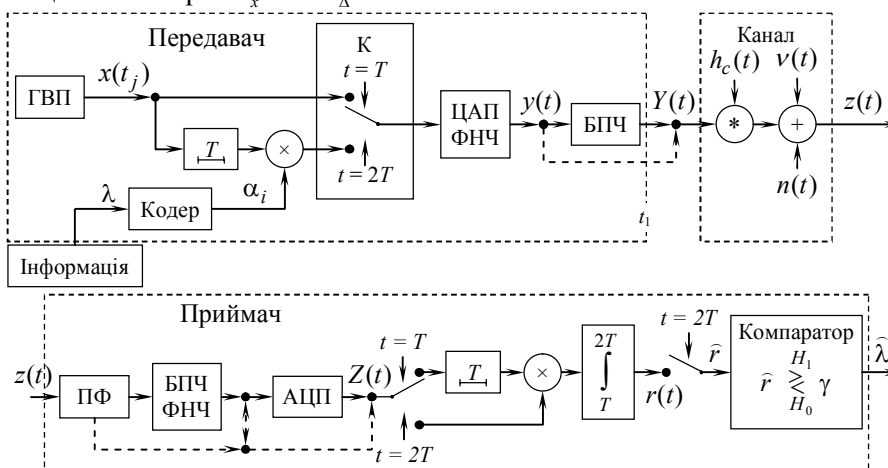 x Δ
Передавач
К
Канал
x(t_j)
t = T
h_c(t)
ν(t)
ГВП
ЦАП ФНЧ
y(t)
БПЧ
Y(t)
*
+
z(t)
T
×
t = 2T
n(t)
λ
Кодер
α_i
t_1
Інформація
Приймач
z(t)
ПФ
БПЧ ФНЧ
АЦП
Z(t)
t = T
t = 2T
T
×
2T
∫
T
r(t)
t = 2T
r̂
Компаратор
H_1
r̂ ≷ γ
H_0
λ̂